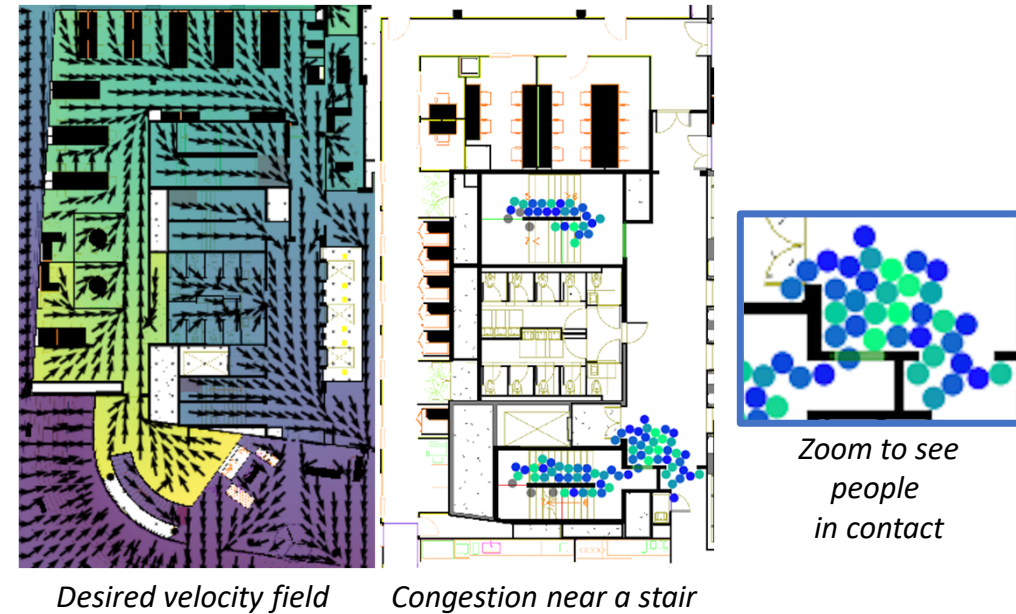 Zoom to see
people
in contact
Desired velocity field
Congestion near a stair